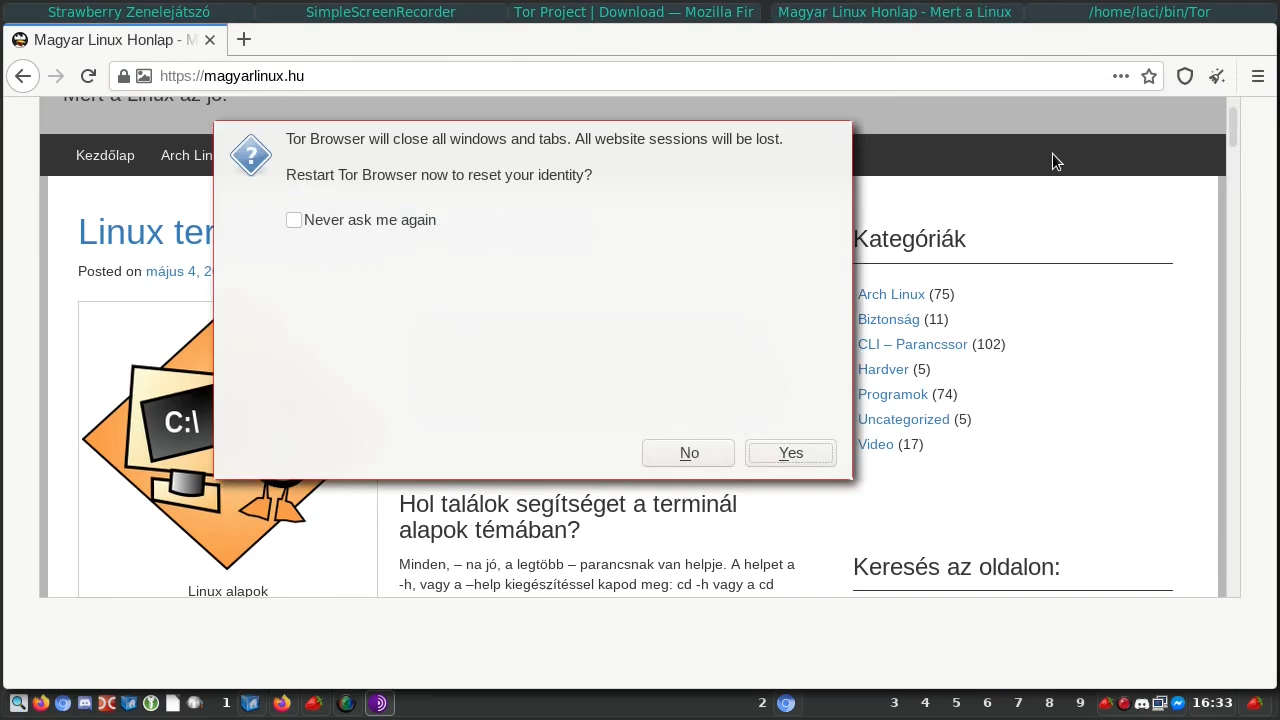 Strawberry Zenelejátszó
SimpleScreenRecorder
Tor Project | Download — Mozilla Fir
Magyar Linux Honlap - Mert a Linux
/home/laci/bin/Tor
Magyar Linux Honlap - M
https://magyarlinux.hu
Mert a Linux az jó!
Kezdőlap
Arch Lin
Tor Browser will close all windows and tabs. All website sessions will be lost.
Restart Tor Browser now to reset your identity?
Never ask me again
No
Yes
Linux ter
Posted on május 4, 2
C:\
Linux alapok
Hol találok segítséget a terminál
alapok témában?
Minden, – na jó, a legtöbb – parancsnak van helpje. A helpet a
-h, vagy a –help kiegészítéssel kapod meg: cd -h vagy a cd
Kategóriák
Arch Linux (75)
Biztonság (11)
CLI – Parancssor (102)
Hardver (5)
Programok (74)
Uncategorized (5)
Video (17)
Keresés az oldalon:
1
2
3
4
5
6
7
8
9
16:33